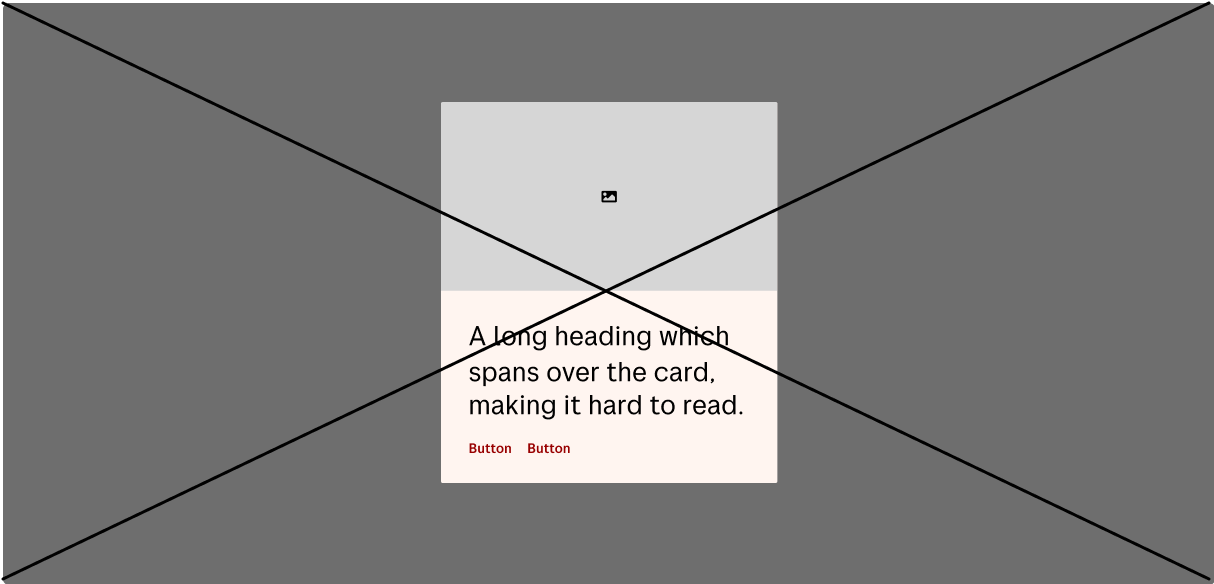 A long heading which
spans over the card,
making it hard to read.
Button Button